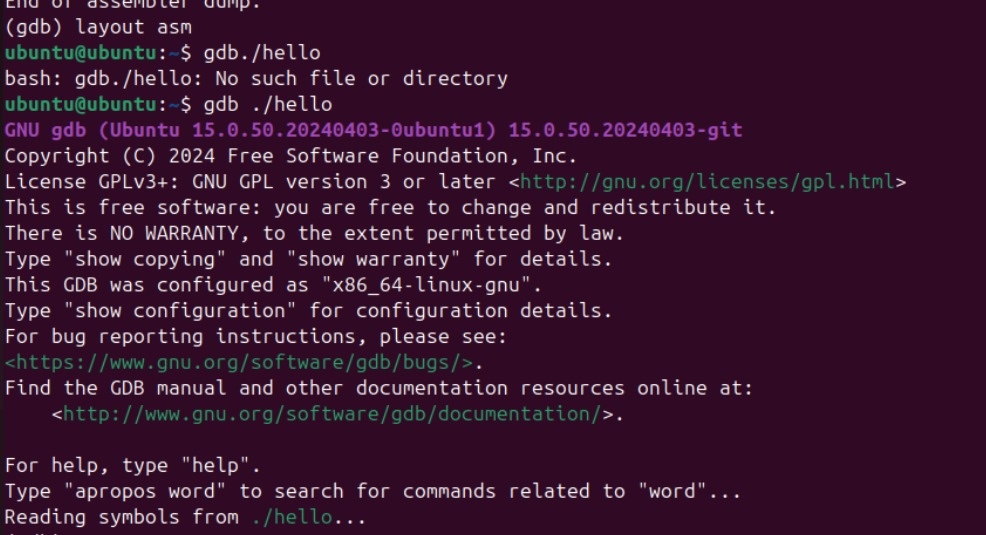 End of assembler dump.
(gdb) layout asm
ubuntu@ubuntu:~$ gdb./hello
bash: gdb./hello: No such file or directory
ubuntu@ubuntu:~$ gdb ./hello
GNU gdb (Ubuntu 15.0.50.20240403-0ubuntu1) 15.0.50.20240403-git
Copyright (C) 2024 Free Software Foundation, Inc.
License GPLv3+: GNU GPL version 3 or later <http://gnu.org/licenses/gpl.html>
This is free software: you are free to change and redistribute it.
There is NO WARRANTY, to the extent permitted by law.
Type "show copying" and "show warranty" for details.
This GDB was configured as "x86_64-linux-gnu".
Type "show configuration" for configuration details.
For bug reporting instructions, please see:
<https://www.gnu.org/software/gdb/bugs/>.
Find the GDB manual and other documentation resources online at:
    <http://www.gnu.org/software/gdb/documentation/>.

For help, type "help".
Type "apropos word" to search for commands related to "word"...
Reading symbols from ./hello...